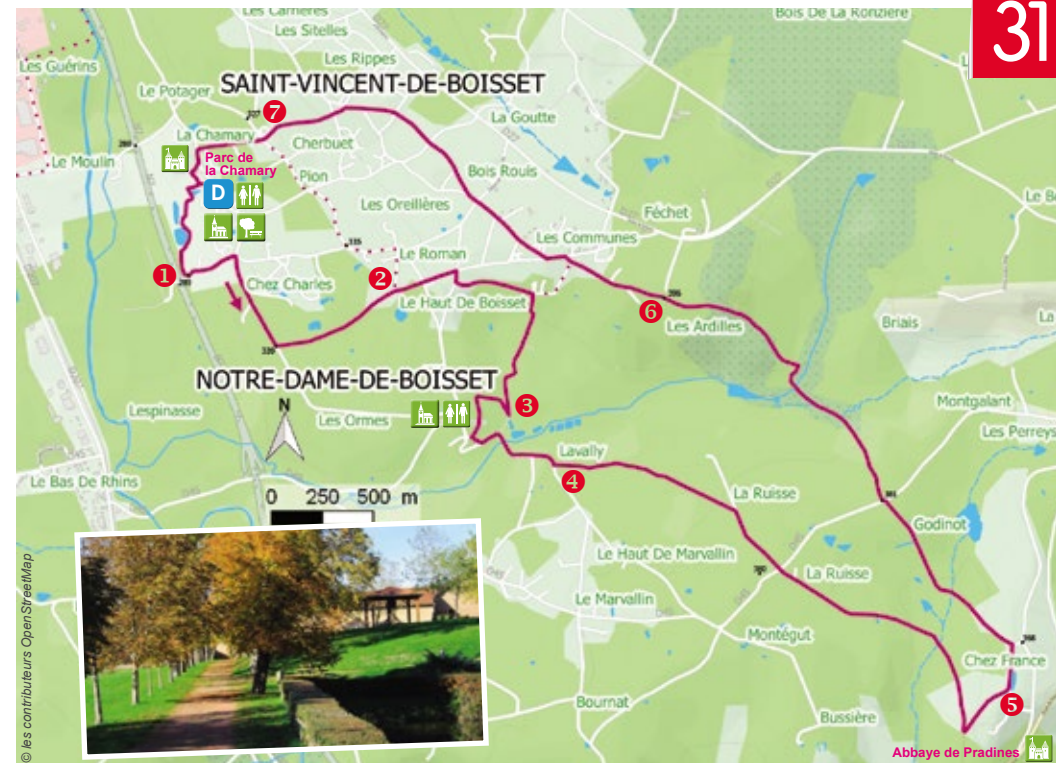 31
Les Carrières
Bois De La Ronzière
Les Sitelles
Les Guérins
Les Rippes
SAINT-VINCENT-DE-BOISSET
Le Potager
7
La Goutte
D27
La Chamary
Cherbuet
Le Moulin
Parc de
la Chamary
Pion
Bois Rouis
D
Les Oreillères
Féchet
335
Les Communes
Le Roman
1
2
Chez Charles
Le Haut De Boisset
6
Les Ardilles
Briais
La
320
NOTRE-DAME-DE-BOISSET
N
Lespinasse
Les Ormes
3
Montgalant
Les Perreys
Lavally
4
Le Bas De Rhins
0 250 500 m
La Ruisse
Godinot
Le Haut De Marvallin
D45
La Ruisse
Le Marvallin
Montégut
Chez France
Bournat
5
Bussière
Abbaye de Pradines
© les contributeurs OpenStreetMap